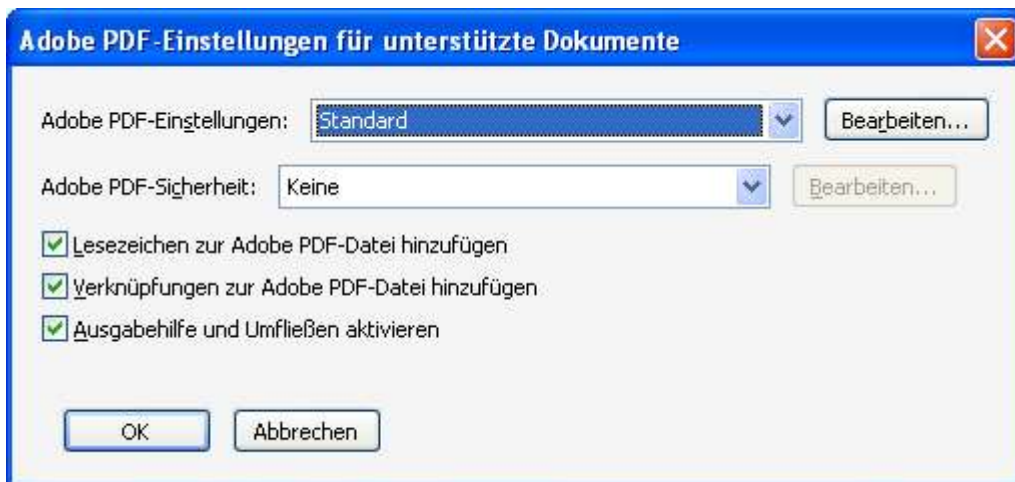 Adobe PDF-Einstellungen für unterstützte Dokumente
Adobe PDF-Einstellungen: Standard Bearbeiten...
Adobe PDF-Sicherheit: Keine Bearbeiten...
Lesezeichen zur Adobe PDF-Datei hinzufügen
Verknüpfungen zur Adobe PDF-Datei hinzufügen
Ausgabehilfe und Umfließen aktivieren
OK Abbrechen